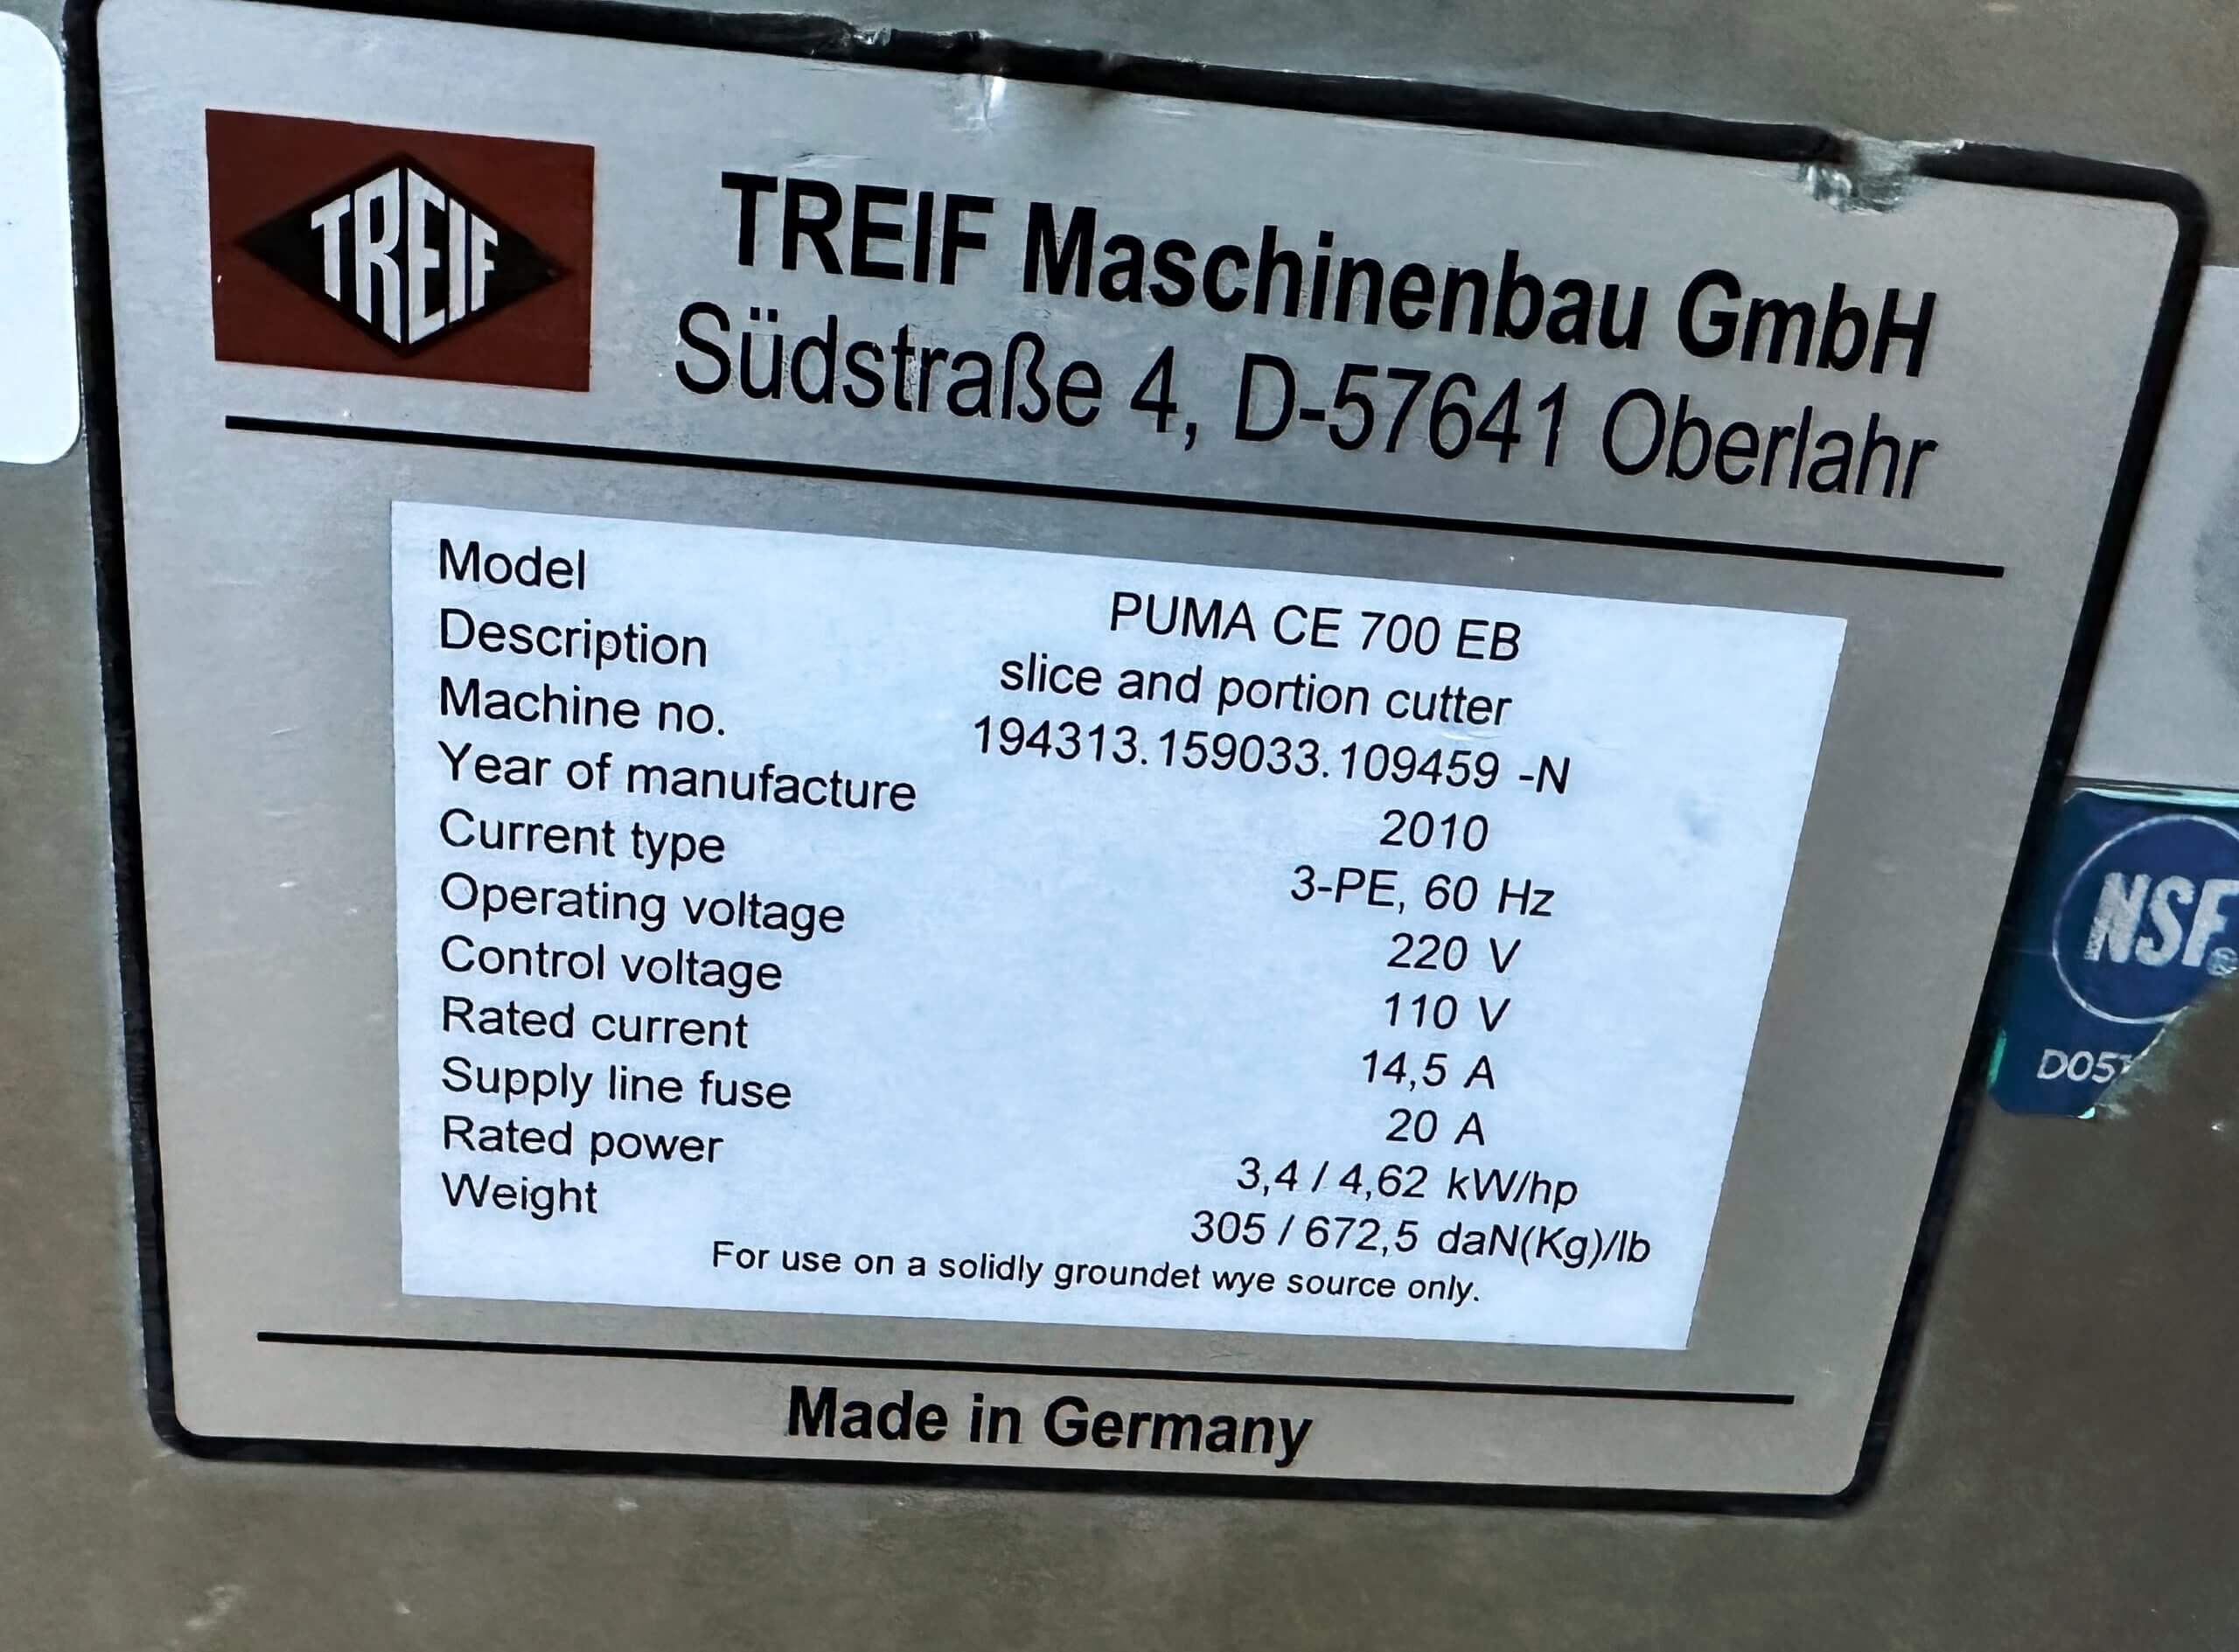 TREIF
TREIF Maschinenbau GmbH
Südstraße 4, D-57641 Oberlahr
Model PUMA CE 700 EB
Description slice and portion cutter
Machine no. 194313.159033.109459 -N
Year of manufacture 2010
Current type 3-PE, 60 Hz
Operating voltage 220 V
Control voltage 110 V
Rated current 14,5 A
Supply line fuse 20 A
Rated power 3,4 / 4,62 kW/hp
Weight 305 / 672,5 daN(Kg)/lb
For use on a solidly groundet wye source only.
Made in Germany
NSF